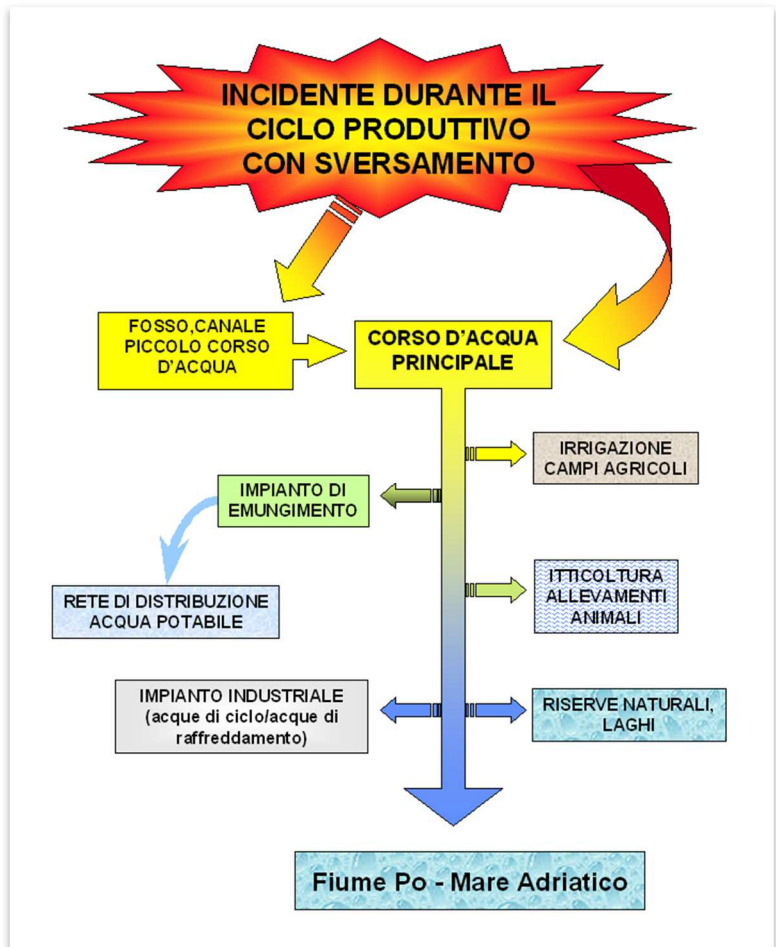 INCIDENTE DURANTE IL
CICLO PRODUTTIVO
CON SVERSAMENTO
FOSSO,CANALE
PICCOLO CORSO
D'ACQUA
CORSO D'ACQUA
PRINCIPALE
IRRIGAZIONE
CAMPI AGRICOLI
IMPIANTO DI
EMUNGIMENTO
ITTICOLTURA
ALLEVAMENTI
ANIMALI
RETE DI DISTRIBUZIONE
ACQUA POTABILE
IMPIANTO INDUSTRIALE
(acque di ciclo/acque di
raffreddamento)
RISERVE NATURALI,
LAGHI
Fiume Po - Mare Adriatico